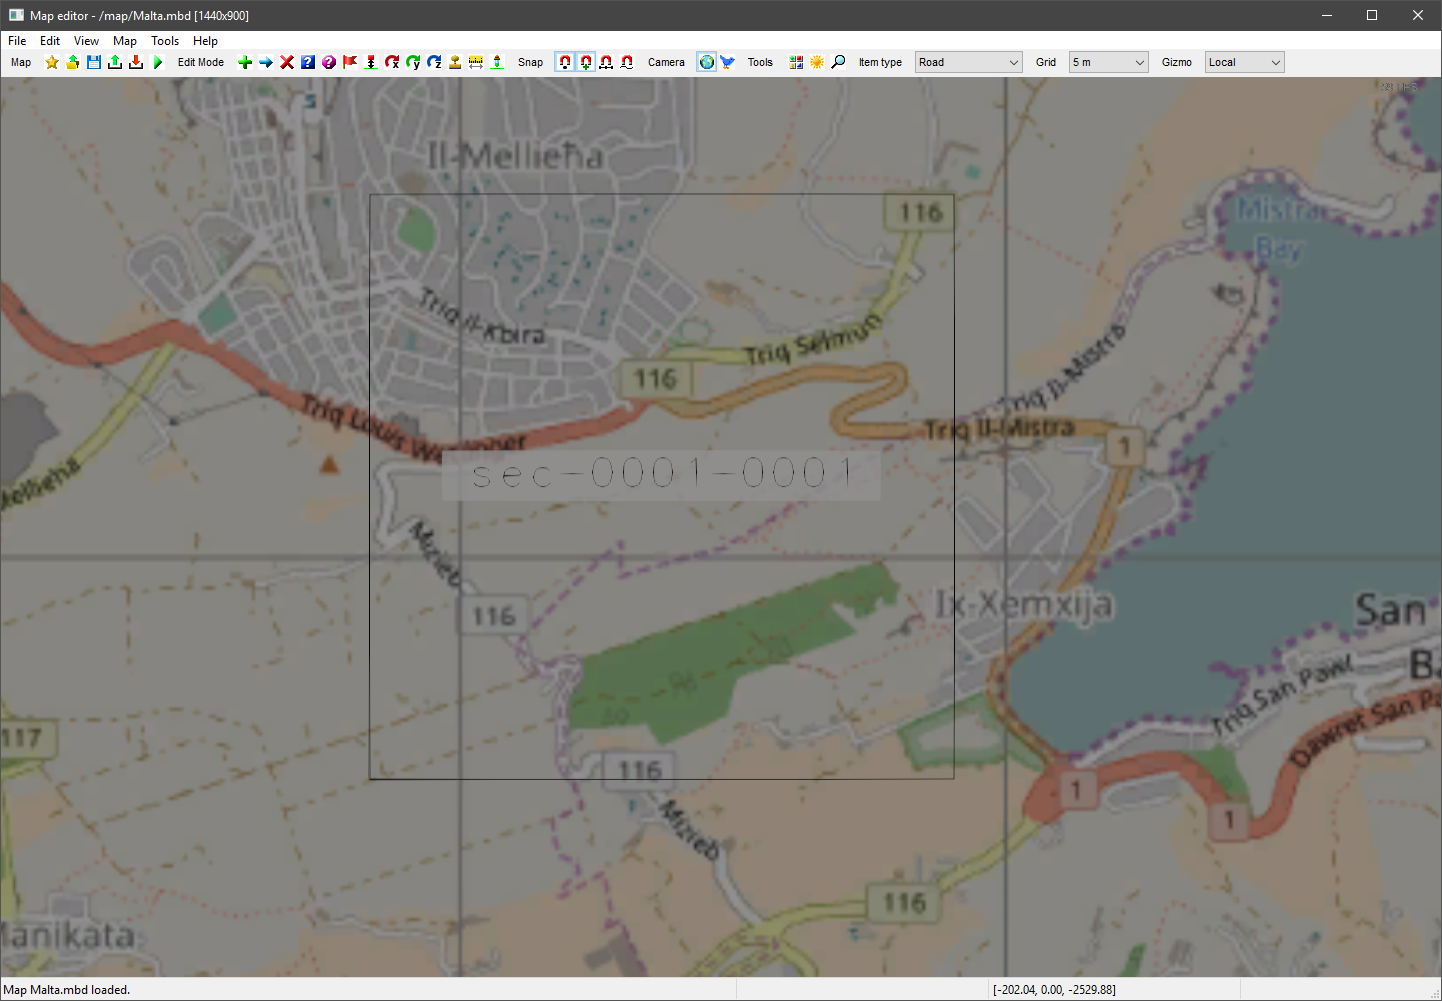 Map editor - /map/Malta.mbd [1440x900]
File Edit View Map Tools Help
Map Edit Mode Snap Camera Tools Item type Road Grid 5 m Gizmo Local
Il-Mellieħa
116
Mistra
Bay
Triq il-Kbira
Triq Selmun
116
Triq Il-Mistra
Triq Louis Wettinger
Triq Il-Mistra
1
Mellieħa
sec-0001-0001
Mizieb
116
Ix-Xemxija
San
Ba
96
50
Triq San Pawl
117
Dawret San Pa
116
1
1
Mizieb
116
Manikata
Map Malta.mbd loaded.
[-202.04, 0.00, -2529.88]